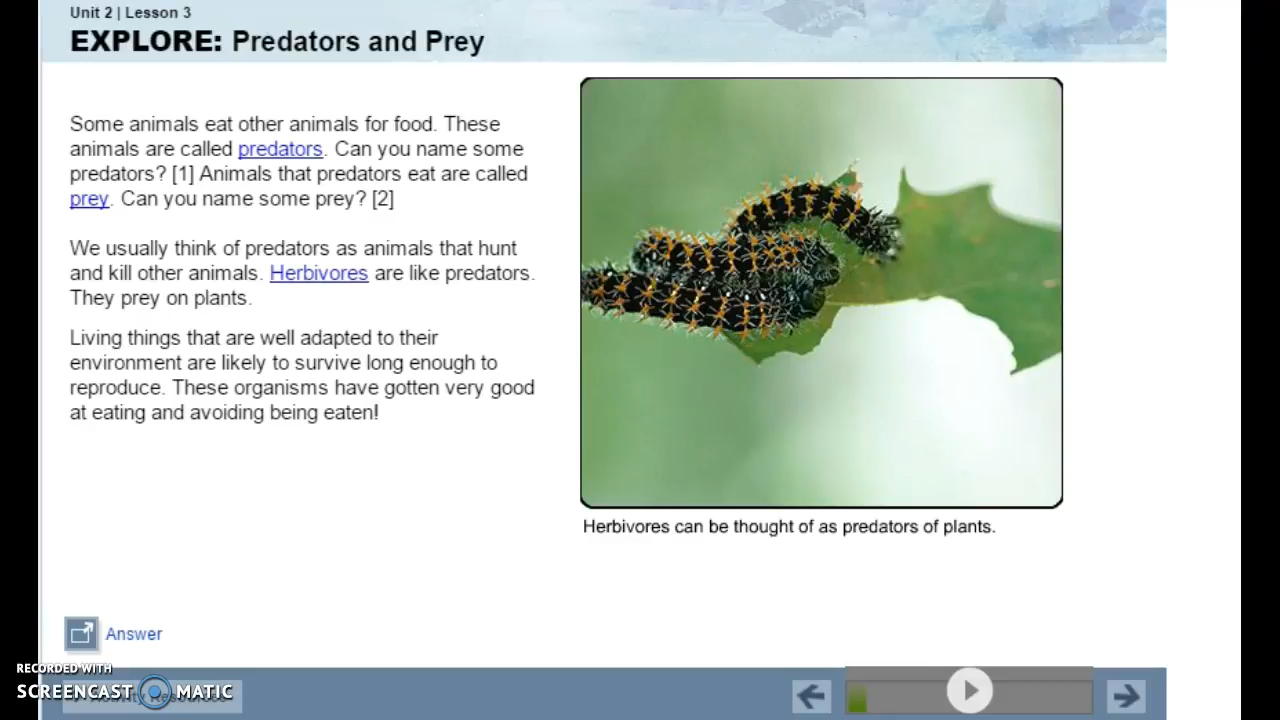 Unit 2 | Lesson 3
EXPLORE: Predators and Prey
Some animals eat other animals for food. These
animals are called predators. Can you name some
predators? [1] Animals that predators eat are called
prey. Can you name some prey? [2]
We usually think of predators as animals that hunt
and kill other animals. Herbivores are like predators.
They prey on plants.
Living things that are well adapted to their
environment are likely to survive long enough to
reproduce. These organisms have gotten very good
at eating and avoiding being eaten!
Herbivores can be thought of as predators of plants.
Answer
RECORDED WITH
SCREENCAST MATIC